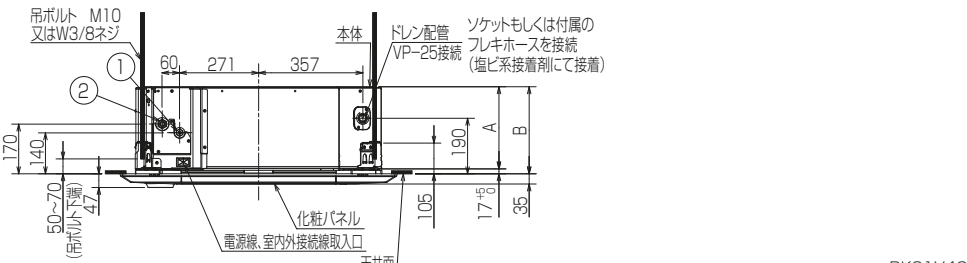 吊ボルト M10
又はW3/8ネジ
本体
ドレン配管
VP-25接続
ソケットもしくは付属の
フレキホースを接続
(塩ビ系接着剤にて接着)
1
2
60
271
357
170
140
50~70
(吊ボルト下端)
47
190
105
A
B
17 +5 0
35
化粧パネル
電源線、室内外接続線取入口